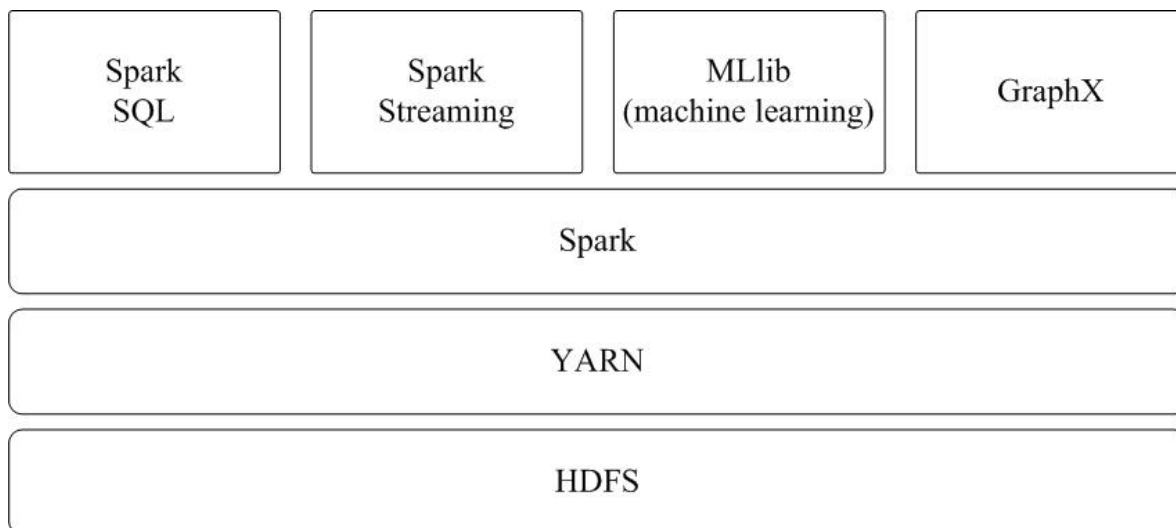 Spark
SQL
Spark
Streaming
MLlib
(machine learning)
GraphX
Spark
YARN
HDFS